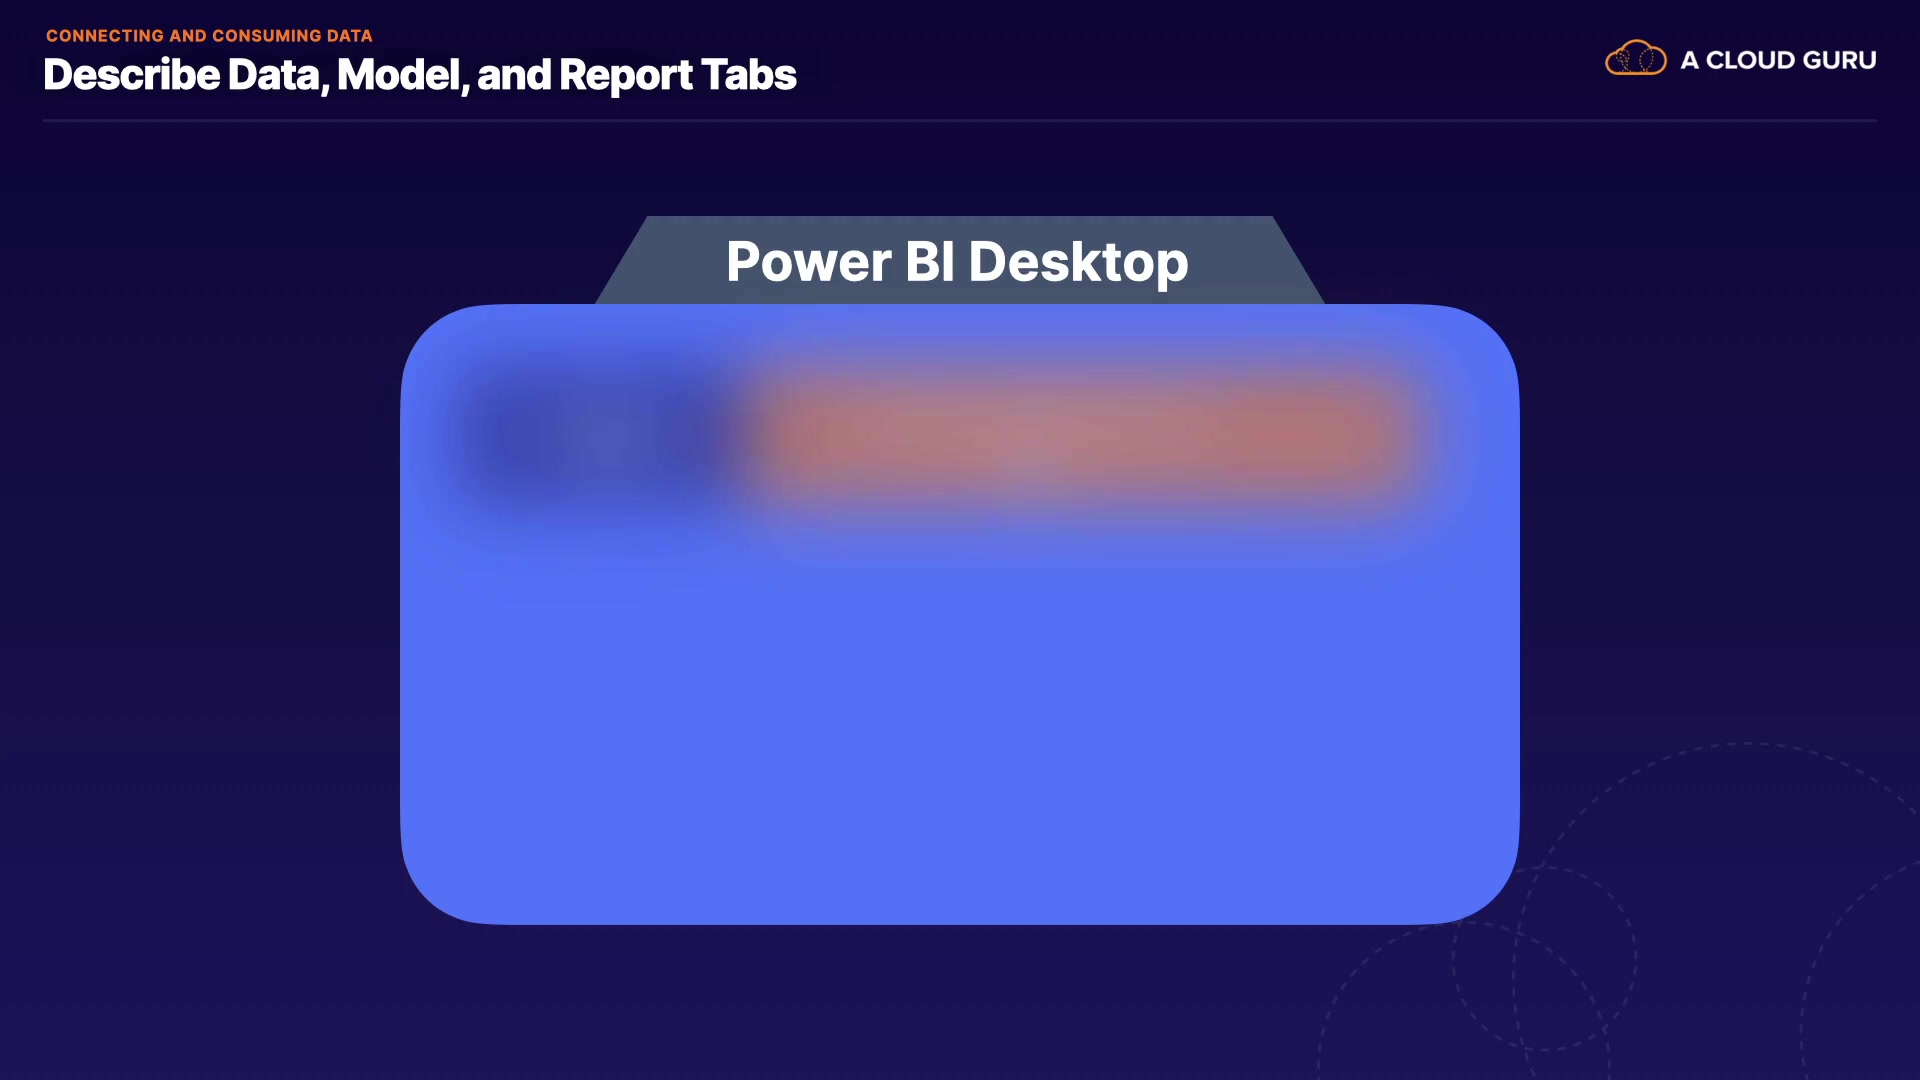 CONNECTING AND CONSUMING DATA
Describe Data, Model, and Report Tabs
A CLOUD GURU
Power BI Desktop